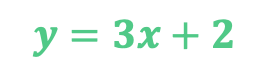 y = 3x + 2